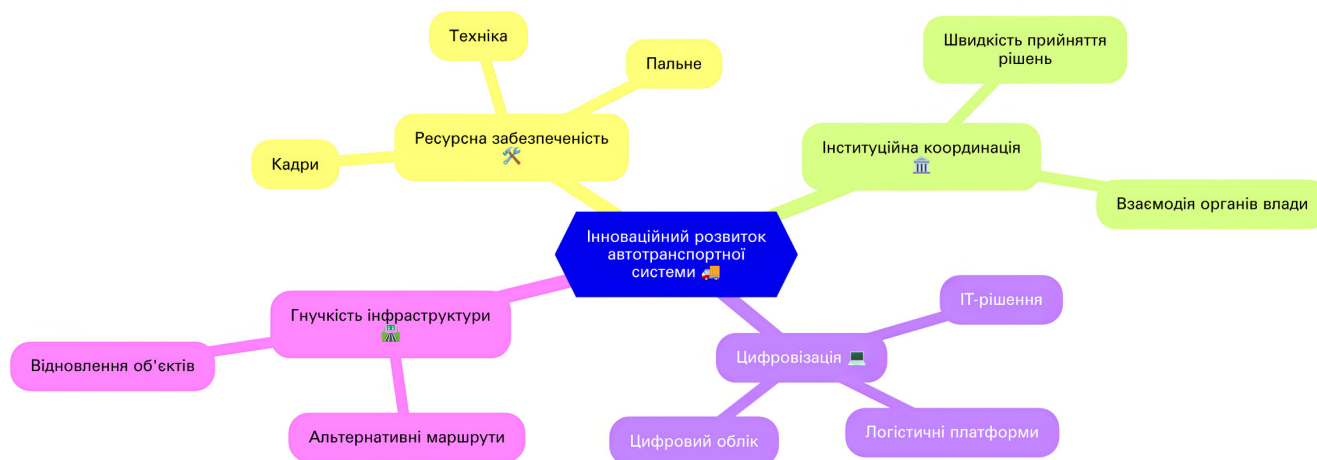 Техніка
Пальне
Ресурсна забезпеченість
🛠️
Кадри
Швидкість прийняття
рішень
Інституційна координація
🏛️
Взаємодія органів влади
Інноваційний розвиток
автотранспортної
системи 🚚
Гнучкість інфраструктури
🛣️
Відновлення об'єктів
Альтернативні маршрути
ІТ-рішення
Цифровізація 💻
Цифровий облік
Логістичні платформи